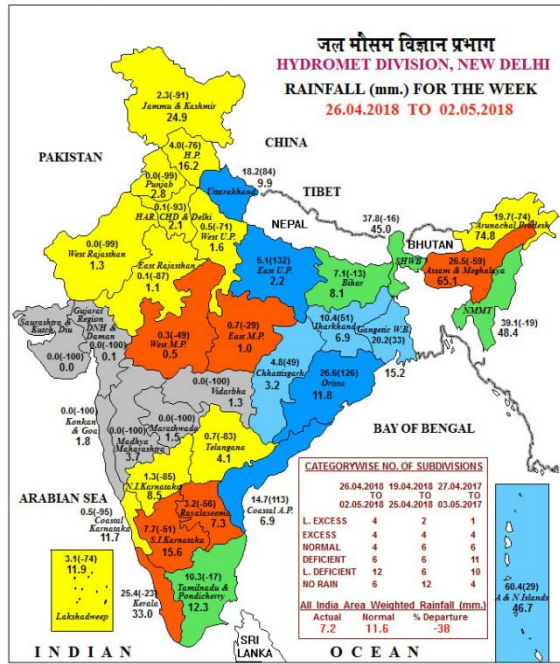 जल मौसम विज्ञान प्रभाग
HYDROMET DIVISION, NEW DELHI
RAINFALL (mm.) FOR THE WEEK
26.04.2018 TO 02.05.2018
2.3(-91)
Jammu & Kashmir
24.9
CHINA
4.0(-76)
H.P.
16.2
PAKISTAN
0.0(-99)
Punjab
2.8
18.2(84)
Uttarakhand
9.9
TIBET
0.1(-93)
HAR. CHD & Delhi
2.1
0.5(-71)
West U.P.
1.6
NEPAL
37.8(-16)
45.0
SHWB
BHUTAN
19.7(-74)
Arunachal Pradesh
74.8
0.0(-99)
West Rajasthan
1.3
East Rajasthan
0.1(-87)
1.1
5.1(132)
East U.P.
2.2
7.1(-13)
Bihar
8.1
26.5(-59)
Assam & Meghalaya
65.1
NMMT
39.1(-19)
48.4
Gujarat
Region
DNH &
Daman
0.0(-100)
0.1
Saurashtra &
Kutch, Diu
0.0(-100)
0.0
0.3(-49)
West M.P.
0.5
0.7(-29)
East M.P.
1.0
10.4(51)
Jharkhand
6.9
Gangetic W.B.
20.2(33)
15.2
4.8(49)
Chhattisgarh
3.2
26.6(126)
Orissa
11.8
0.0(-100)
Vidarbha
1.3
0.0(-100)
Konkan
& Goa
1.8
0.0(-100)
Madhya
Maharashtra
3.7
0.0(-100)
Marathwada
1.5
0.7(-83)
Telangana
4.1
BAY OF BENGAL
ARABIAN SEA
1.3(-85)
N.I.Karnataka
8.5
0.5(-95)
Coastal
Karnataka
11.7
3.2(-56)
Rayalaseema
7.3
14.7(113)
Coastal A.P.
6.9
7.7(-51)
S.I.Karnataka
15.6
3.1(-74)
11.9
Lakshadweep
25.4(-23)
Kerala
33.0
10.3(-17)
Tamilnadu &
Pondicherry
12.3
60.4(29)
A & N Islands
46.7
CATEGORYWISE NO. OF SUBDIVISIONS
26.04.2018 19.04.2018 27.04.2017
TO TO TO
02.05.2018 25.04.2018 03.05.2017
L. EXCESS 4 2 1
EXCESS 4 4 4
NORMAL 4 6 6
DEFICIENT 6 6 11
L. DEFICIENT 12 6 10
NO RAIN 6 12 4
All India Area Weighted Rainfall (mm.)
Actual Normal % Departure
7.2 11.6 -38
SRI
LANKA
INDIAN OCEAN